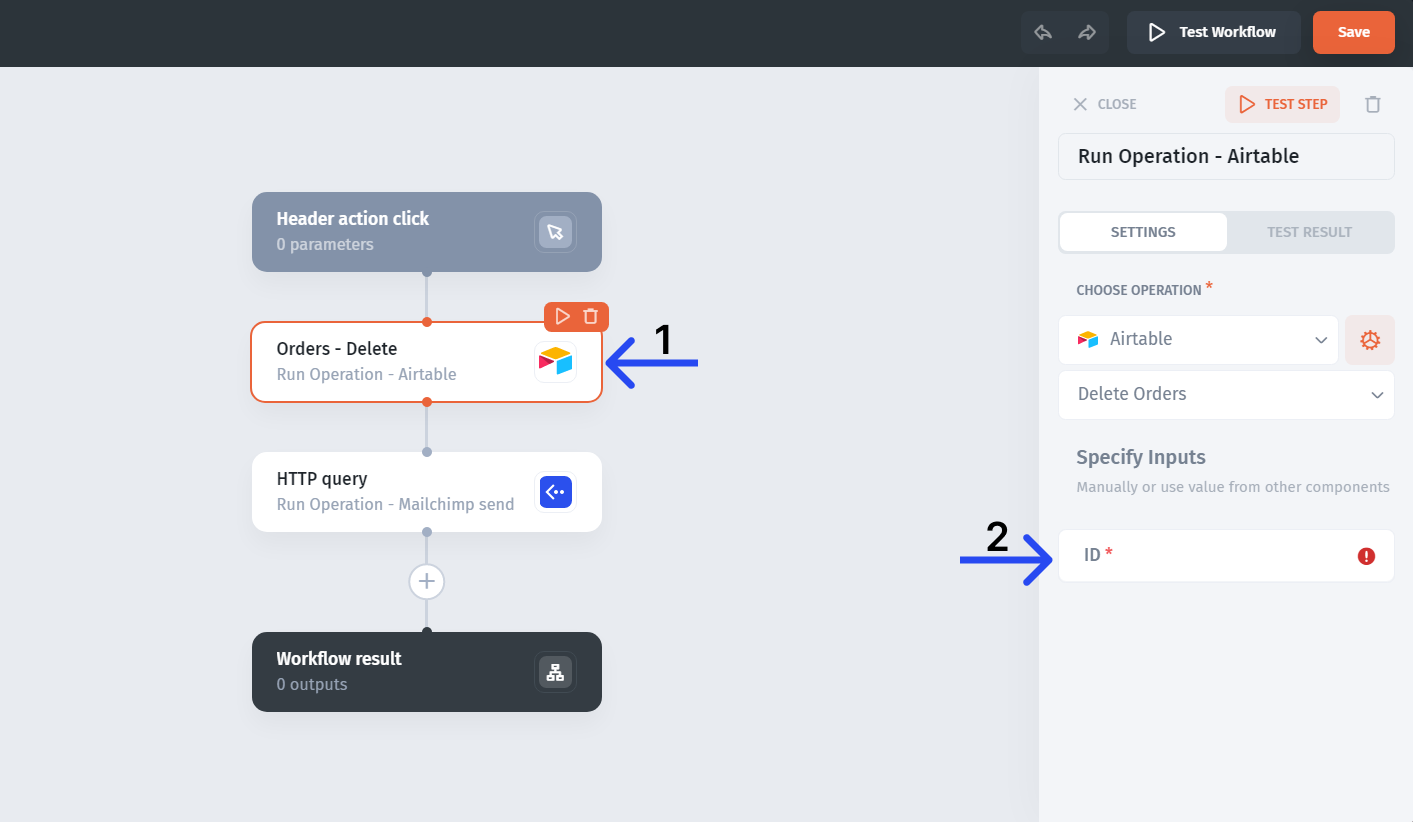 Test Workflow
Save
CLOSE
TEST STEP
Run Operation - Airtable
SETTINGS
TEST RESULT
CHOOSE OPERATION *
Airtable
Delete Orders
Specify Inputs
Manually or use value from other components
2
ID *
Header action click
0 parameters
1
Orders - Delete
Run Operation - Airtable
HTTP query
Run Operation - Mailchimp send
Workflow result
0 outputs